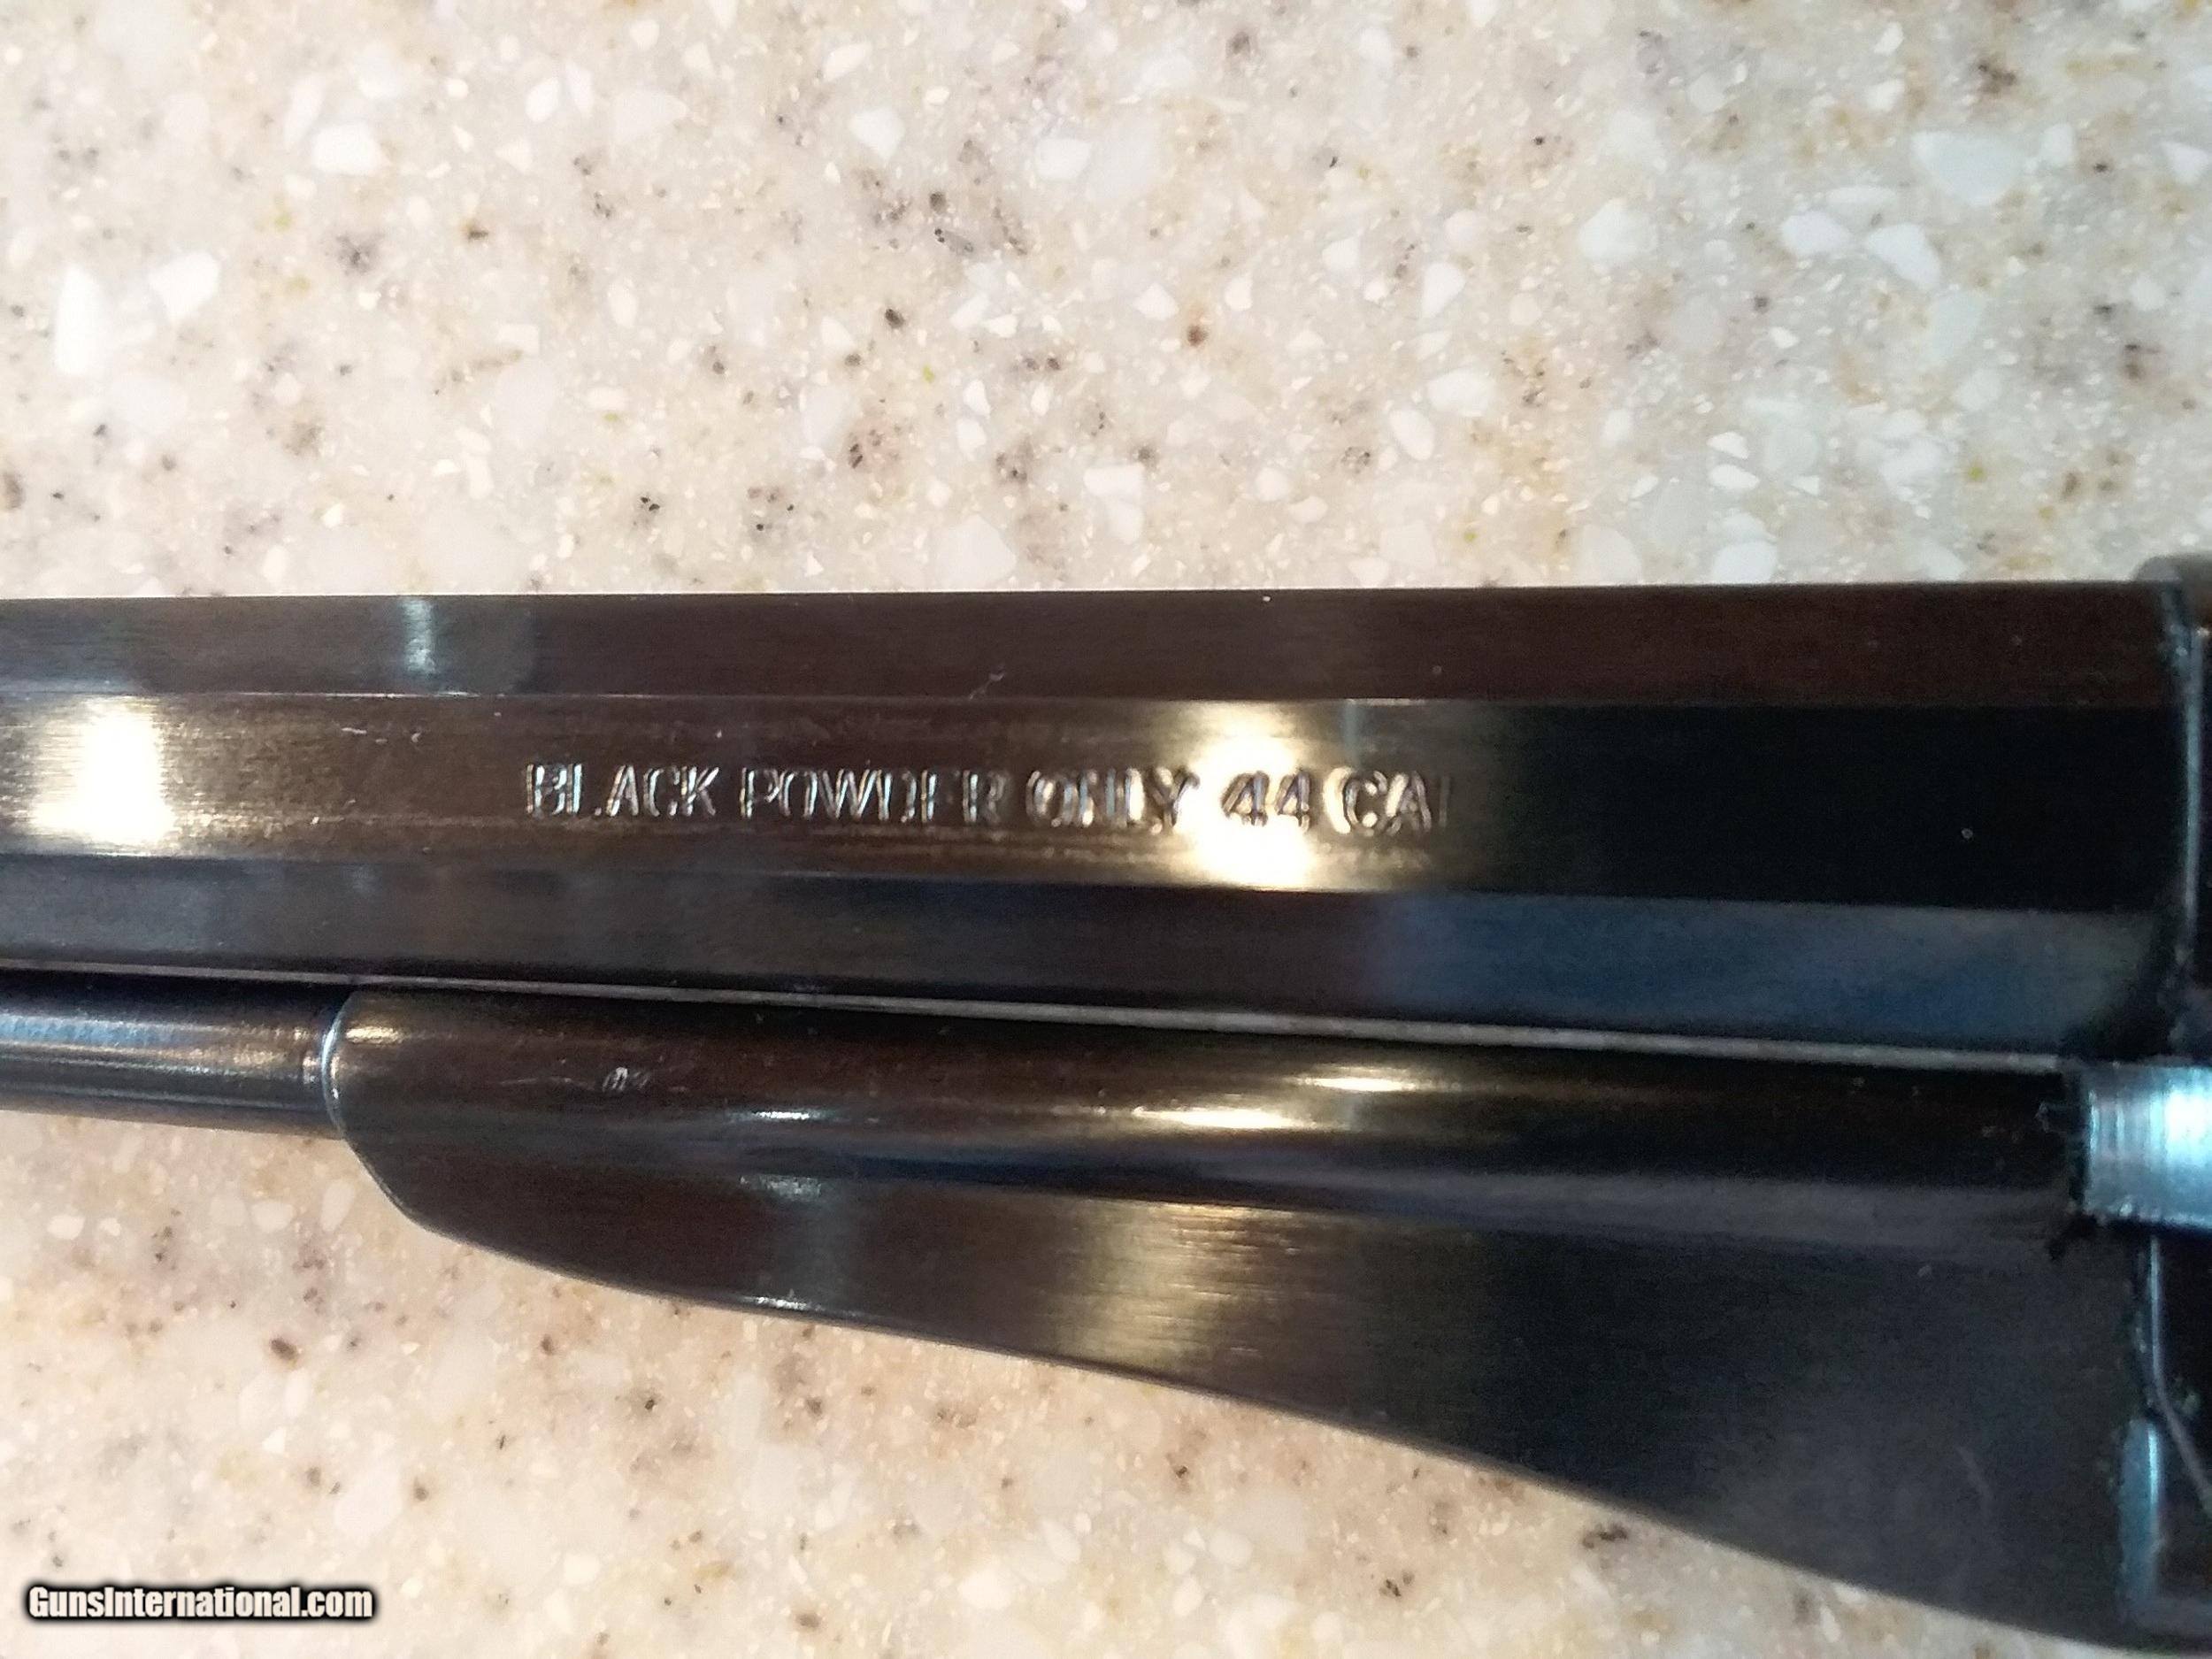 BLACK POWDER ONLY 44 CAL
GunsInternational.com